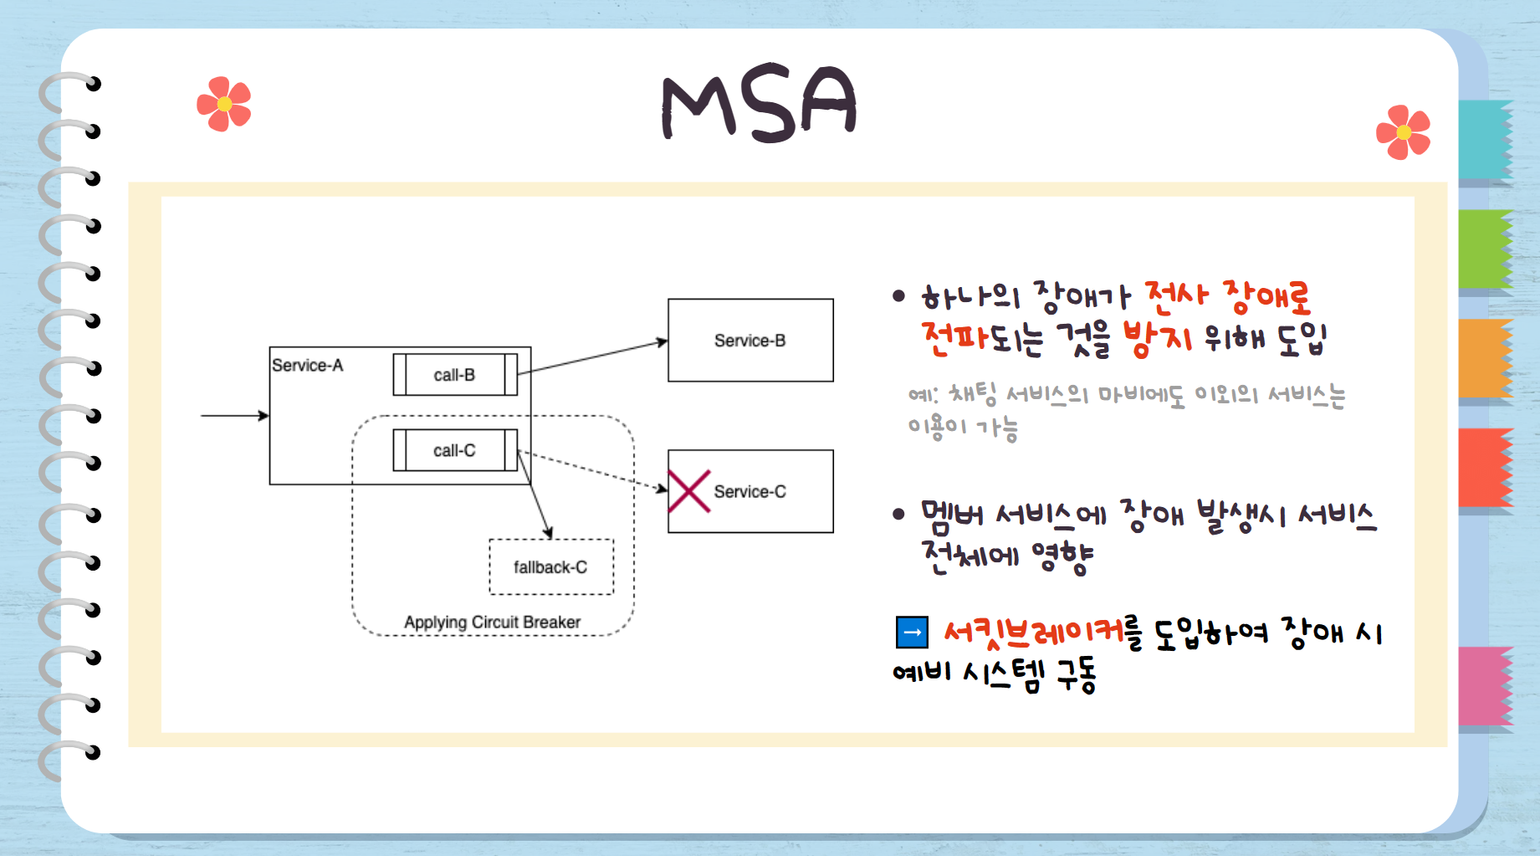 MSA
Service-A
call-B
call-C
Service-B
Service-C
fallback-C
Applying Circuit Breaker
• 하나의 장애가 전사 장애로
전파되는 것을 방지 위해 도입
예: 채팅 서비스의 마비에도 이외의 서비스는
이용이 가능
• 멤버 서비스에 장애 발생시 서비스
전체에 영향
➡ 서킷브레이커를 도입하여 장애 시
예비 시스템 구동